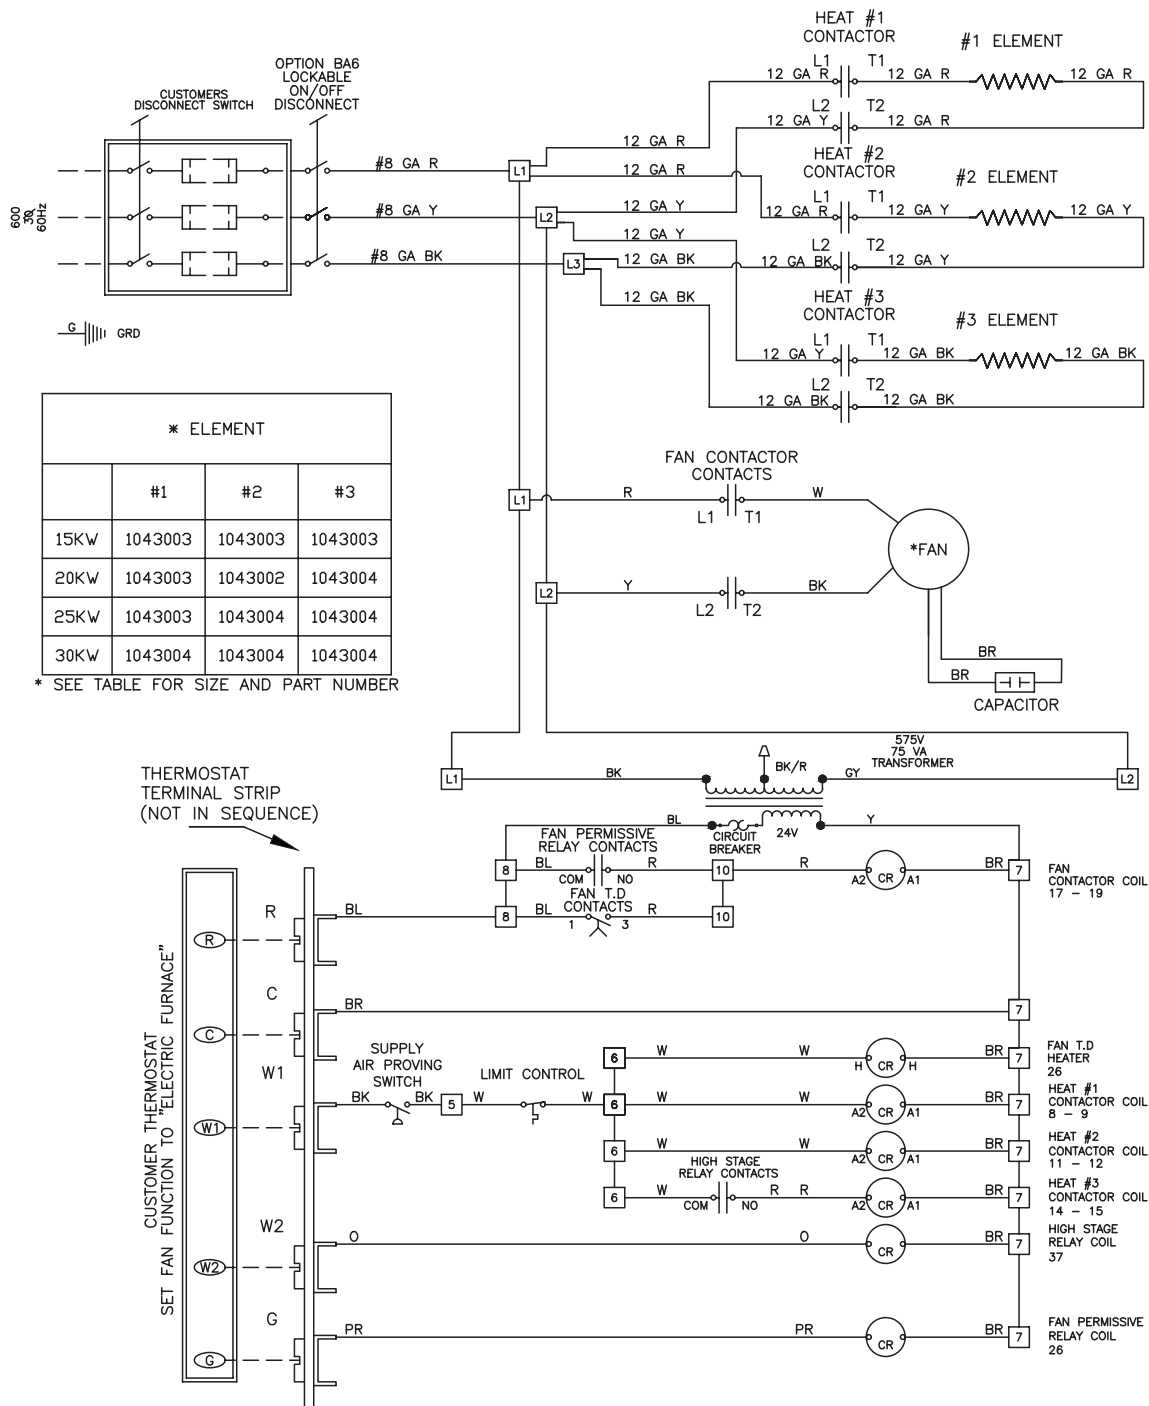 HEAT #1
CONTACTOR
#1 ELEMENT
L1 T1
12 GA R 12 GA R 12 GA R
L2 T2
12 GA Y 12 GA R
OPTION BA6
LOCKABLE
ON/OFF
DISCONNECT
CUSTOMERS
DISCONNECT SWITCH
600
3Ø
60Hz
#8 GA R
L1
12 GA R
12 GA R
#8 GA Y
L2
12 GA Y
12 GA Y
#8 GA BK
L3
12 GA BK
12 GA BK
HEAT #2
CONTACTOR
#2 ELEMENT
L1 T1
12 GA R 12 GA Y 12 GA Y
L2 T2
12 GA BK 12 GA Y
HEAT #3
CONTACTOR
#3 ELEMENT
L1 T1
12 GA Y 12 GA BK 12 GA BK
L2 T2
12 GA BK 12 GA BK
G GRD
* ELEMENT
#1 #2 #3
15KW 1043003 1043003 1043003
20KW 1043003 1043002 1043004
25KW 1043003 1043004 1043004
30KW 1043004 1043004 1043004
* SEE TABLE FOR SIZE AND PART NUMBER
FAN CONTACTOR
CONTACTS
L1 R W
L1 T1
*FAN
L2 Y BK
L2 T2
BR
BR
CAPACITOR
575V
75 VA
TRANSFORMER
L1 BK BK/R GY L2
BL Y
CIRCUIT
BREAKER
24V
THERMOSTAT
TERMINAL STRIP
(NOT IN SEQUENCE)
FAN PERMISSIVE
RELAY CONTACTS
8 BL R 10 R A2 CR A1 BR 7
COM NO
FAN
CONTACTOR COIL
17 - 19
FAN T.D
CONTACTS
R BL 8 BL 1 3 R 10
R
C BR 7
C
SUPPLY
AIR PROVING
SWITCH
LIMIT CONTROL
6 W W H CR H BR 7
FAN T.D
HEATER
26
W1 BK BK 5 W W 6 W W A2 CR A1 BR 7
W1
HEAT #1
CONTACTOR COIL
8 - 9
6 W W A2 CR A1 BR 7
HEAT #2
CONTACTOR COIL
11 - 12
HIGH STAGE
RELAY CONTACTS
6 W R R A2 CR A1 BR 7
COM NO
HEAT #3
CONTACTOR COIL
14 - 15
W2 O O CR BR 7
W2
HIGH STAGE
RELAY COIL
37
G PR PR CR BR 7
G
FAN PERMISSIVE
RELAY COIL
26
CUSTOMER THERMOSTAT
SET FAN FUNCTION TO "ELECTRIC FURNACE"